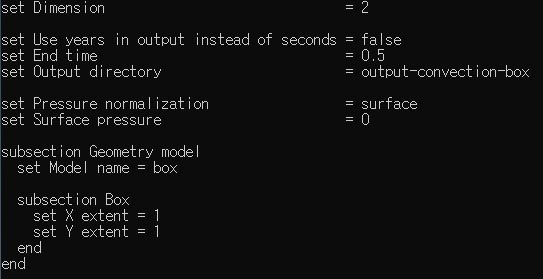 set Dimension                              = 2
set Use years in output instead of seconds = false
set End time                               = 0.5
set Output directory                       = output-convection-box
set Pressure normalization                 = surface
set Surface pressure                       = 0
subsection Geometry model
  set Model name = box
  subsection Box
    set X extent = 1
    set Y extent = 1
  end
end